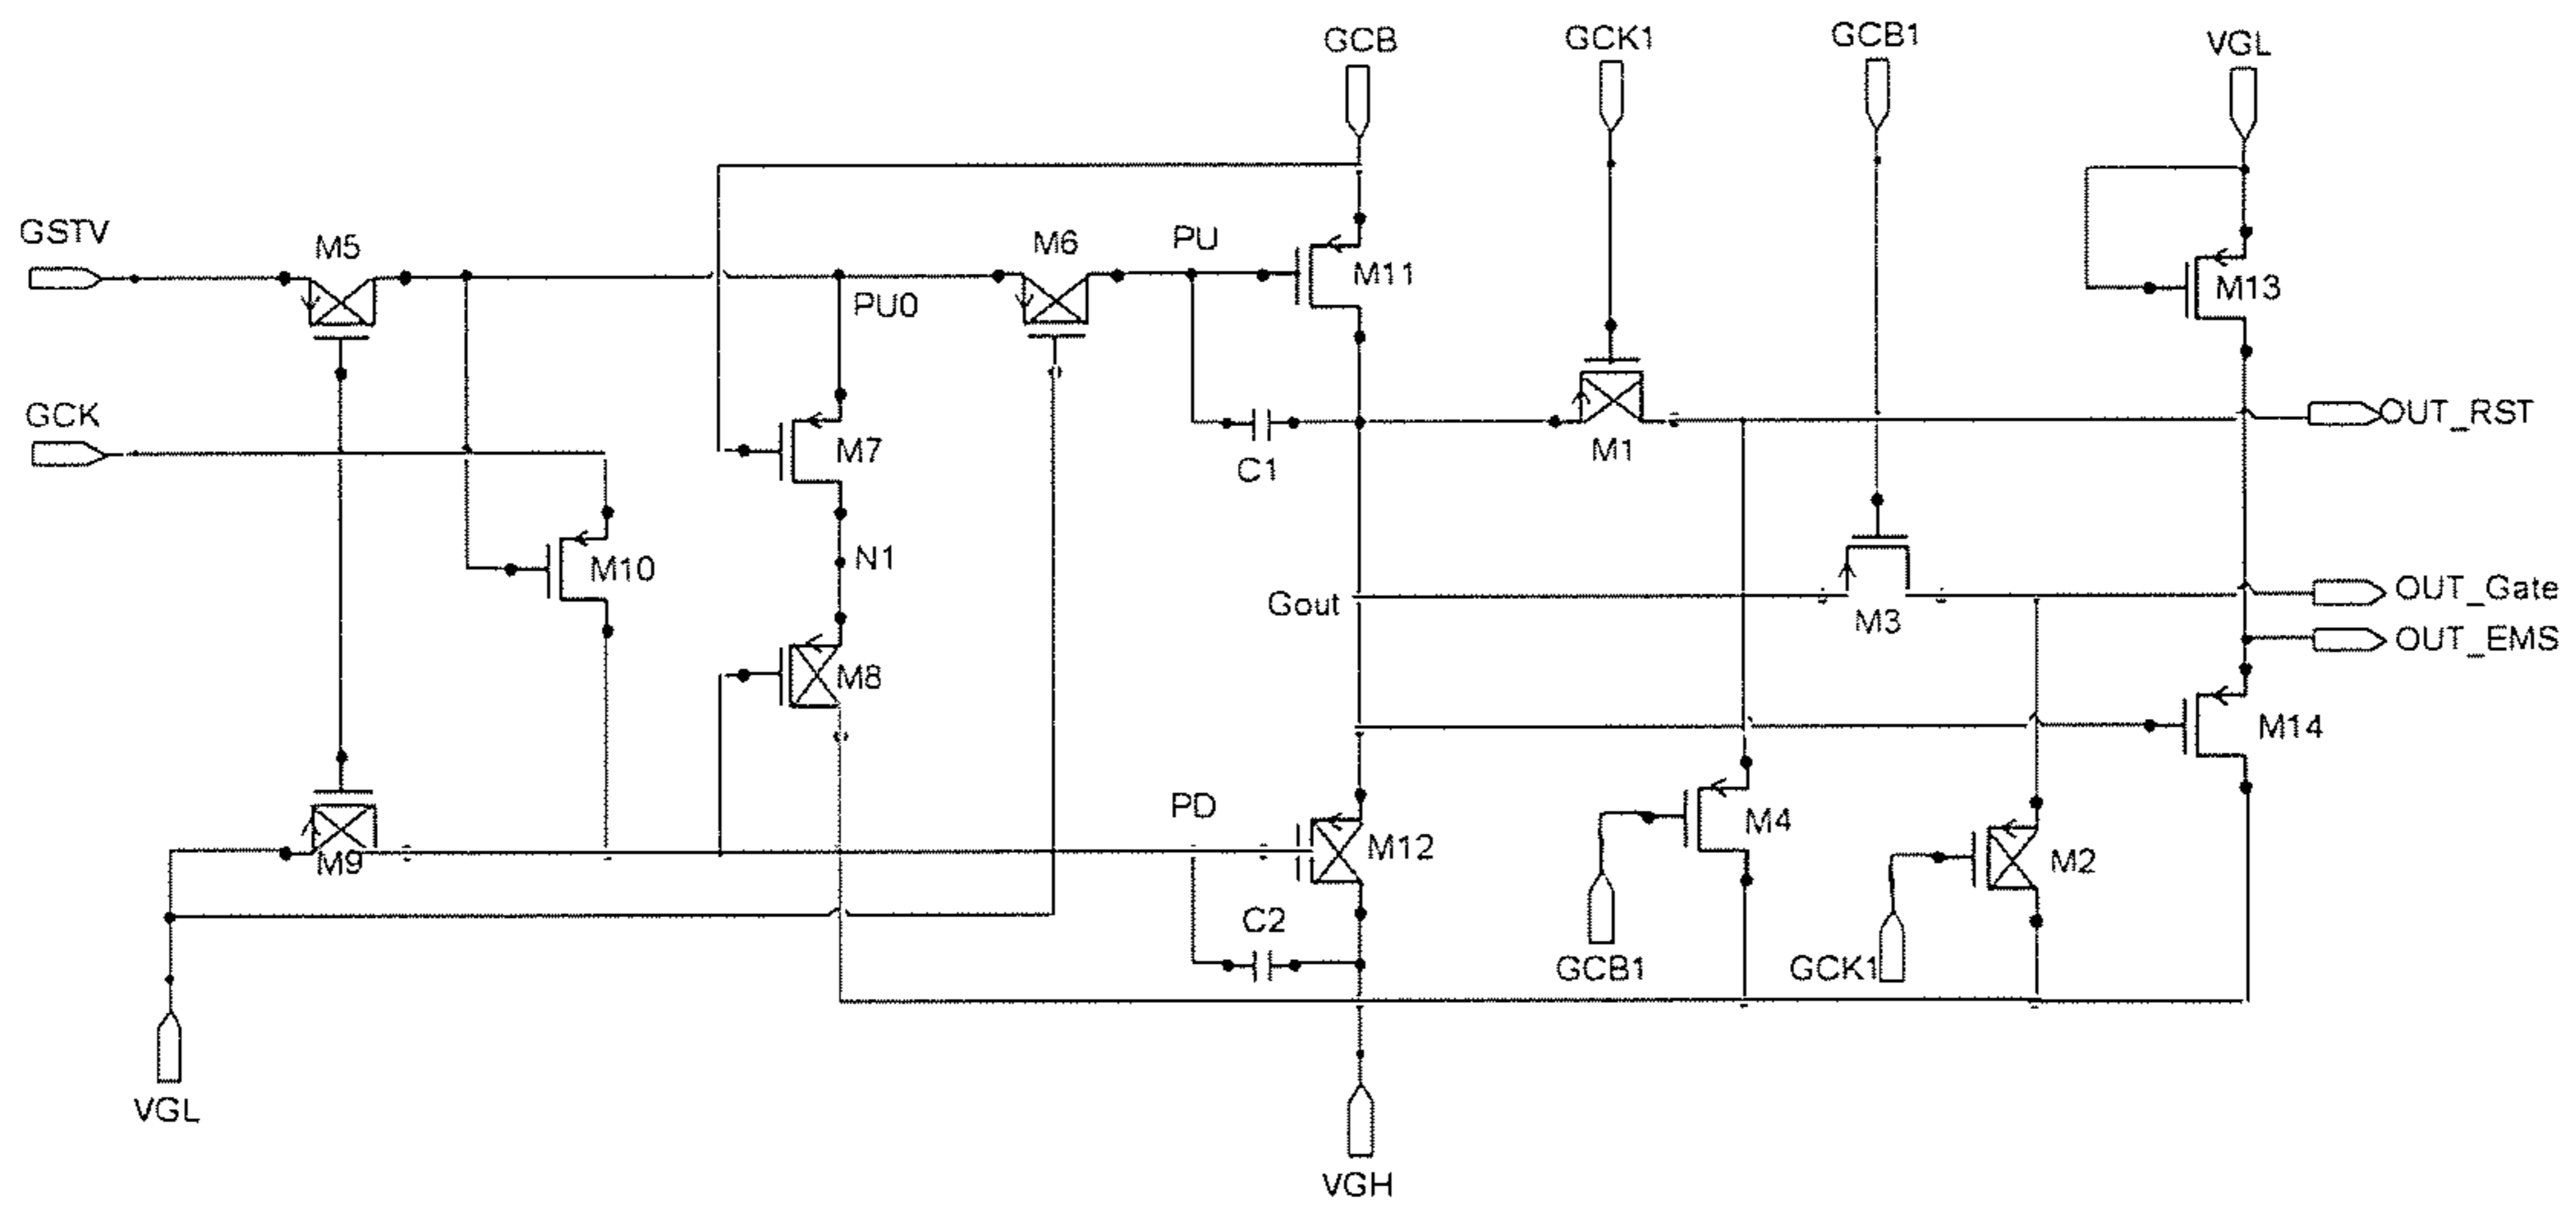 GCB
GCK1
GCB1
VGL
GSTV
M5
M6
PU
M11
M13
PU0
GCK
M7
C1
M1
OUT_RST
M10
N1
Gout
M3
OUT_Gate
OUT_EMS
M8
M14
PD
M9
M12
M4
M2
C2
GCB1
GCK1
VGL
VGH